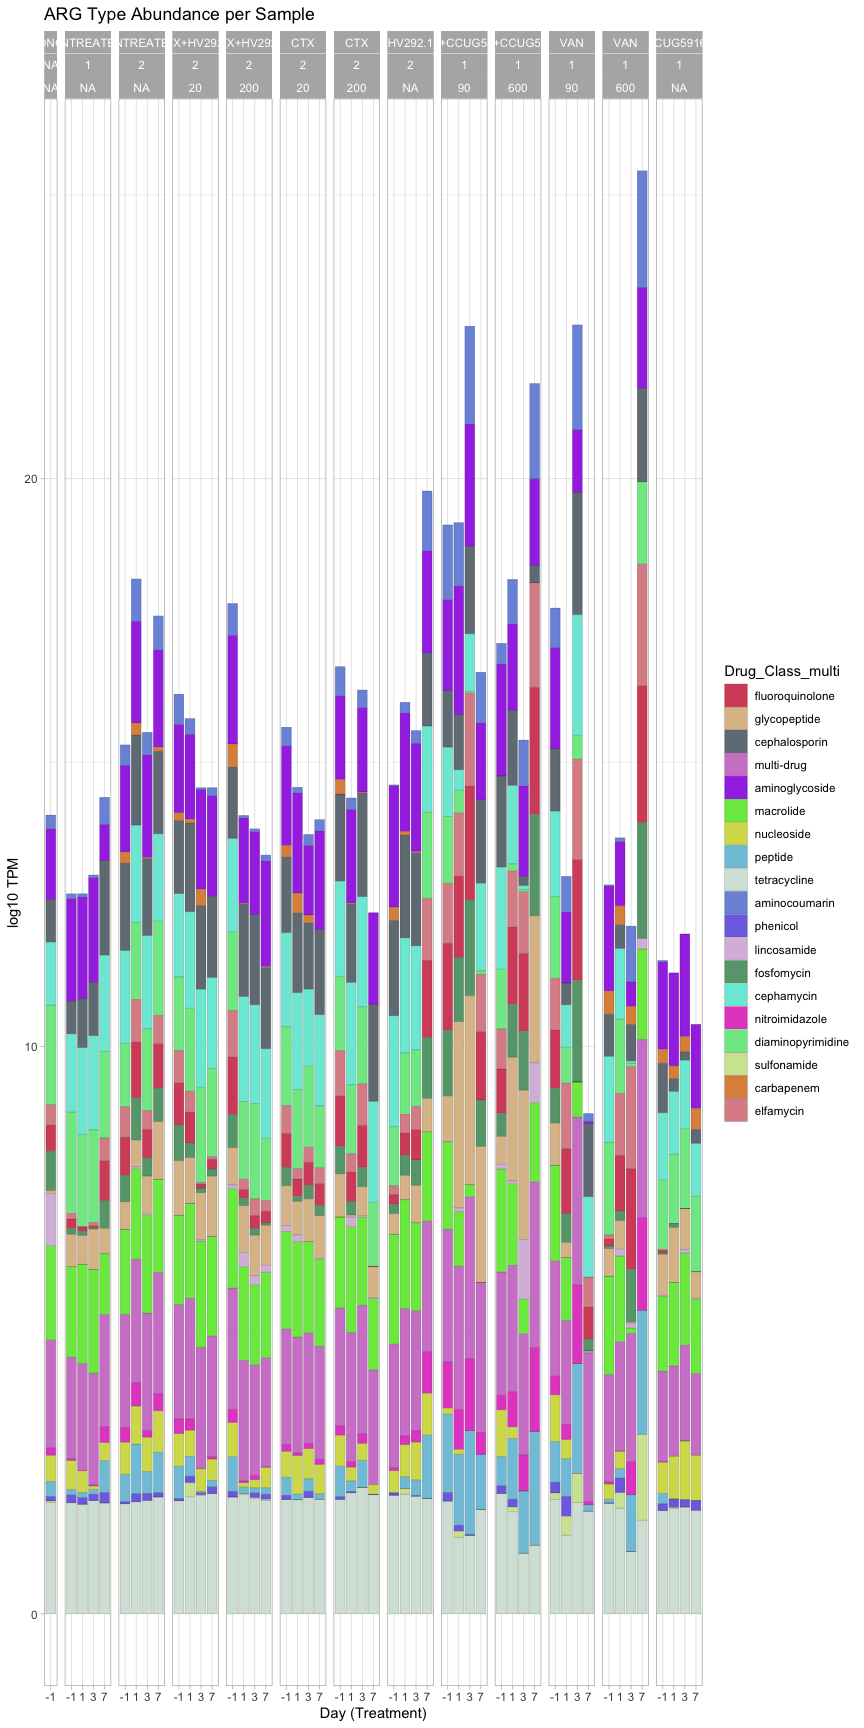 ARG Type Abundance per Sample
NTREATE NTREATE X+HV292 X+HV292 CTX CTX HV292.1 +CCUG5 +CCUG5 VAN VAN CUG5916
NA 1 2 2 2 2 2 2 1 1 1 1 1
NA NA NA 20 200 20 200 NA 90 600 90 600 NA
20
10
0
log10 TPM
-1 -1 1 3 7 -1 1 3 7 -1 1 3 7 -1 1 3 7 -1 1 3 7 -1 1 3 7 -1 1 3 7 -1 1 3 7 -1 1 3 7 -1 1 3 7 -1 1 3 7 -1 1 3 7
Day (Treatment)
Drug_Class_multi
fluoroquinolone
glycopeptide
cephalosporin
multi-drug
aminoglycoside
macrolide
nucleoside
peptide
tetracycline
aminocoumarin
phenicol
lincosamide
fosfomycin
cephamycin
nitroimidazole
diaminopyrimidine
sulfonamide
carbapenem
elfamycin